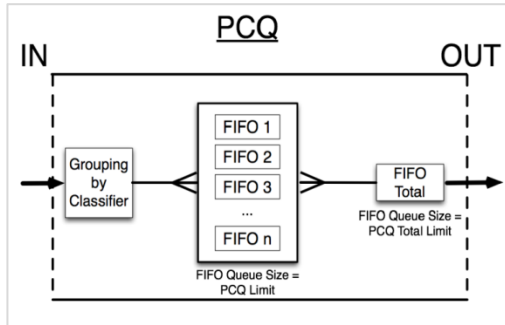 PCQ
IN
OUT
Grouping
by
Classifier
FIFO 1
FIFO 2
FIFO 3
...
FIFO n
FIFO Queue Size =
PCQ Limit
FIFO
Total
FIFO Queue Size =
PCQ Total Limit